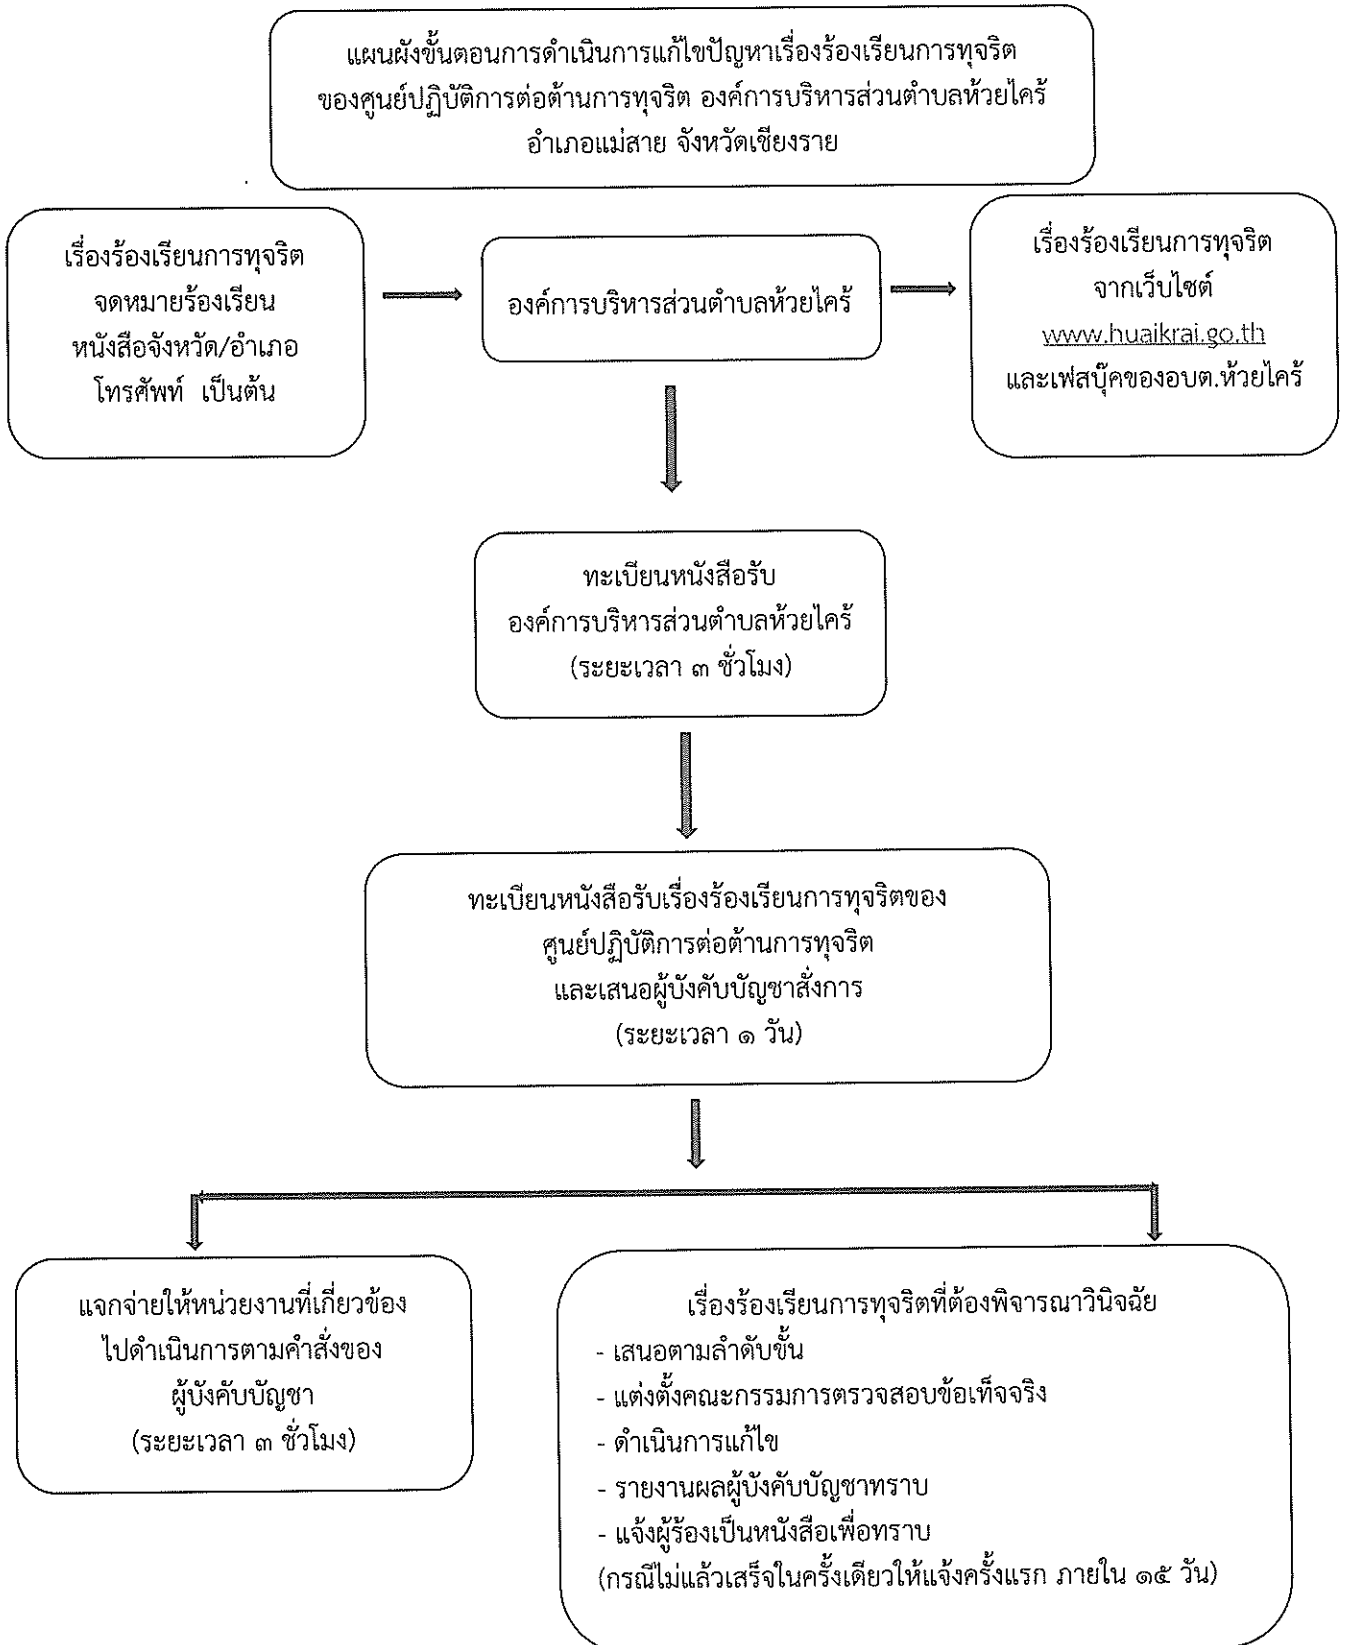 แผนผังขั้นตอนการดำเนินการแก้ไขปัญหาเรื่องร้องเรียนการทุจริต
ของศูนย์ปฏิบัติการต่อต้านการทุจริต องค์การบริหารส่วนตำบลห้วยไคร้
อำเภอแม่สาย จังหวัดเชียงราย
เรื่องร้องเรียนการทุจริต
จดหมายร้องเรียน
หนังสือจังหวัด/อำเภอ
โทรศัพท์ เป็นต้น
องค์การบริหารส่วนตำบลห้วยไคร้
เรื่องร้องเรียนการทุจริต
จากเว็บไซต์
www.huaikrai.go.th
และเฟสบุ๊คของอบต.ห้วยไคร้
ทะเบียนหนังสือรับ
องค์การบริหารส่วนตำบลห้วยไคร้
(ระยะเวลา ๓ ชั่วโมง)
ทะเบียนหนังสือรับเรื่องร้องเรียนการทุจริตของ
ศูนย์ปฏิบัติการต่อต้านการทุจริต
และเสนอผู้บังคับบัญชาสั่งการ
(ระยะเวลา ๑ วัน)
แจกจ่ายให้หน่วยงานที่เกี่ยวข้อง
ไปดำเนินการตามคำสั่งของ
ผู้บังคับบัญชา
(ระยะเวลา ๓ ชั่วโมง)
เรื่องร้องเรียนการทุจริตที่ต้องพิจารณาวินิจฉัย
- เสนอตามลำดับขั้น
- แต่งตั้งคณะกรรมการตรวจสอบข้อเท็จจริง
- ดำเนินการแก้ไข
- รายงานผลผู้บังคับบัญชาทราบ
- แจ้งผู้ร้องเป็นหนังสือเพื่อทราบ
(กรณีไม่แล้วเสร็จในครั้งเดียวให้แจ้งครั้งแรก ภายใน ๑๕ วัน)